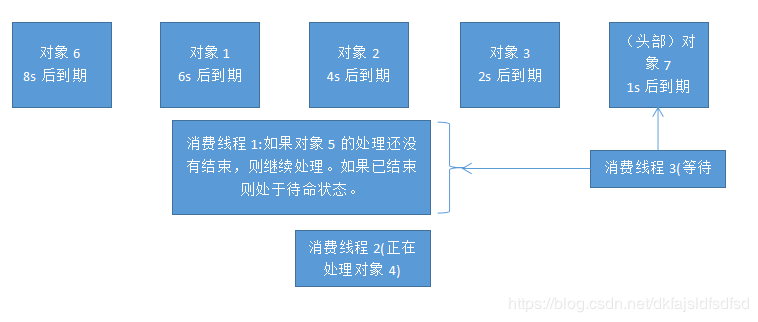 对象 6
8s 后到期
对象 1
6s 后到期
对象 2
4s 后到期
对象 3
2s 后到期
（头部）对
象 7
1s 后到期
消费线程 1:如果对象 5 的处理还没
有结束，则继续处理。如果已结束
则处于待命状态。
消费线程 3(等待
消费线程 2(正在
处理对象 4)
https://blog.csdn.net/dkfajsldfsdfsd